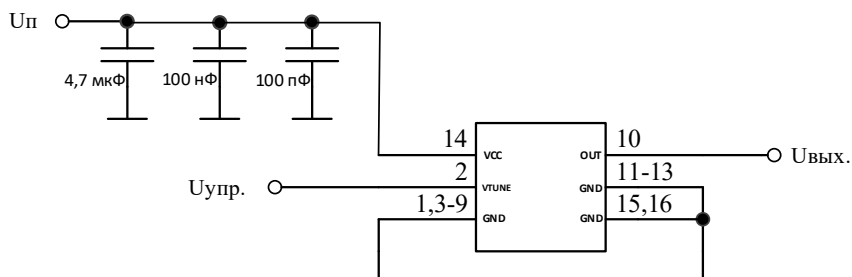 Uп
4,7 мкФ
100 нФ
100 пФ
14
VCC
OUT
10
Uвых.
Uупр.
2
VTUNE
GND
11-13
1,3-9
GND
GND
15,16